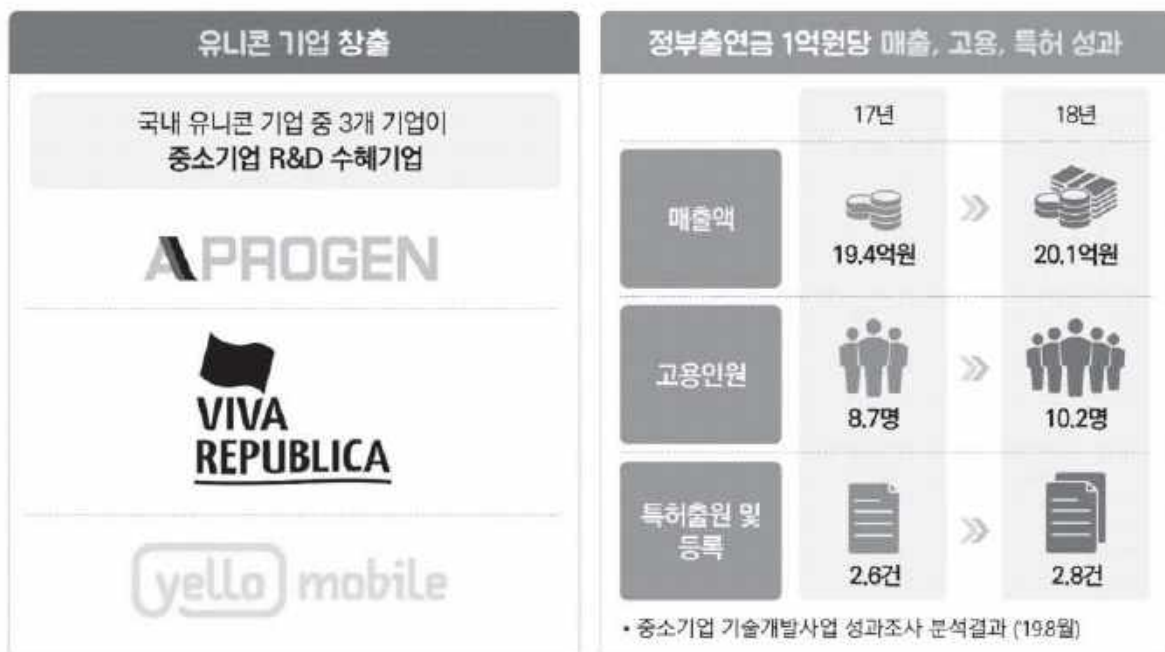 유니콘 기업 창출
국내 유니콘 기업 중 3개 기업이
중소기업 R&D 수혜기업
APROGEN
VIVA
REPUBLICA
yello mobile
정부출연금 1억원당 매출, 고용, 특허 성과
17년 18년
매출액
19.4억원 20.1억원
고용인원
8.7명 10.2명
특허출원 및
등록
2.6건 2.8건
• 중소기업 기술개발사업 성과조사 분석결과 ('19.8월)